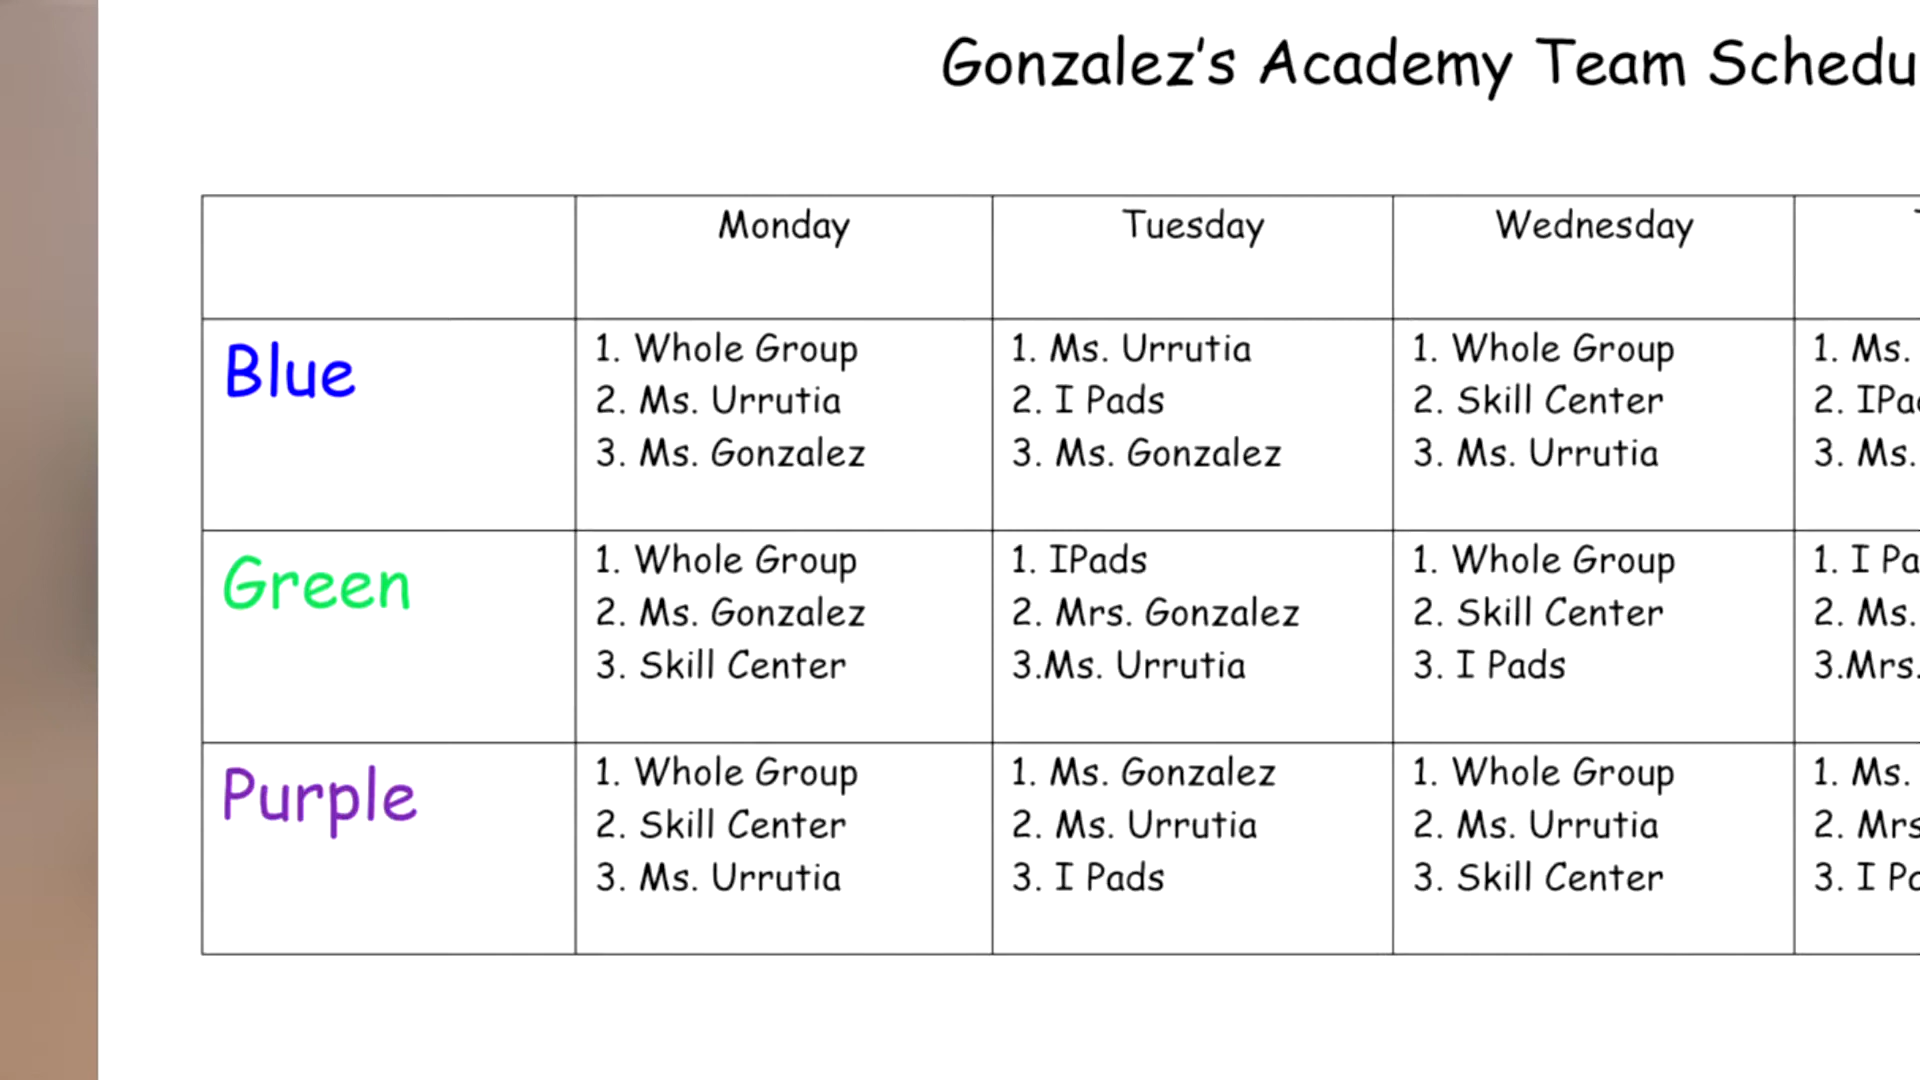 Gonzalez's Academy Team Schedu
Monday
Tuesday
Wednesday
Blue
1. Whole Group
2. Ms. Urrutia
3. Ms. Gonzalez
1. Ms. Urrutia
2. I Pads
3. Ms. Gonzalez
1. Whole Group
2. Skill Center
3. Ms. Urrutia
1. Ms.
2. IPa
3. Ms.
Green
1. Whole Group
2. Ms. Gonzalez
3. Skill Center
1. IPads
2. Mrs. Gonzalez
3.Ms. Urrutia
1. Whole Group
2. Skill Center
3. I Pads
1. I Pa
2. Ms.
3.Mrs.
Purple
1. Whole Group
2. Skill Center
3. Ms. Urrutia
1. Ms. Gonzalez
2. Ms. Urrutia
3. I Pads
1. Whole Group
2. Ms. Urrutia
3. Skill Center
1. Ms.
2. Mrs
3. I P